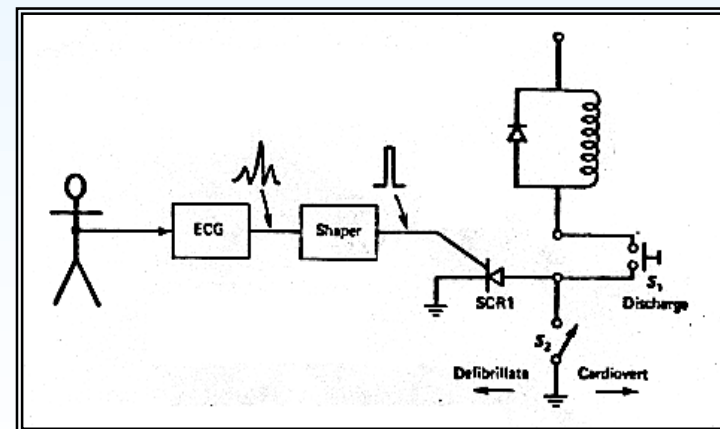 ECG
Shaper
SCR1
S₁
Discharge
S₂
Defibrillate
Cardiovert